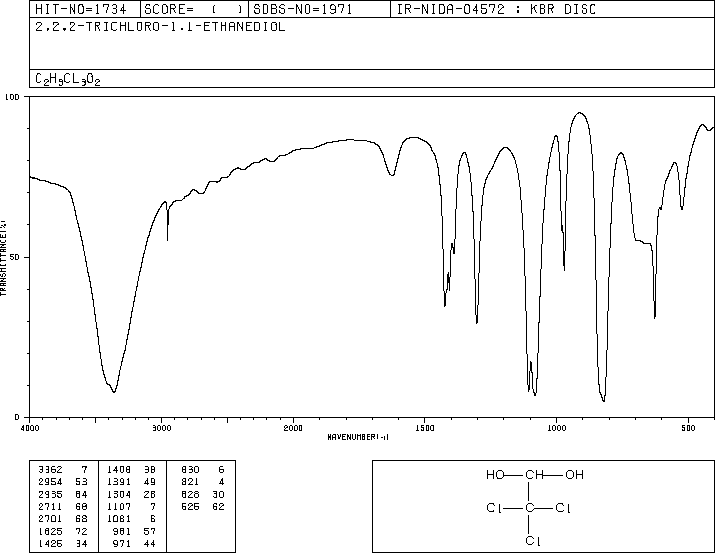 HIT-NO=1734 SCORE= ( ) SDBS-NO=1971 IR-NIDA-04572 : KBR DISC
2,2,2-TRICHLORO-1,1-ETHANEDIOL
C2H3CL3O2
100
50
0
TRANSMITTANCE(%)
4000 3000 2000 1500 1000 500
WAVENUMBER(-1)
3362 7 1408 38 830 6
2954 53 1391 49 821 4
2935 64 1304 28 628 30
2711 68 1107 7 525 62
2701 68 1081 6
1625 72 981 57
1425 34 971 44
HO CH OH
Cl C Cl
Cl